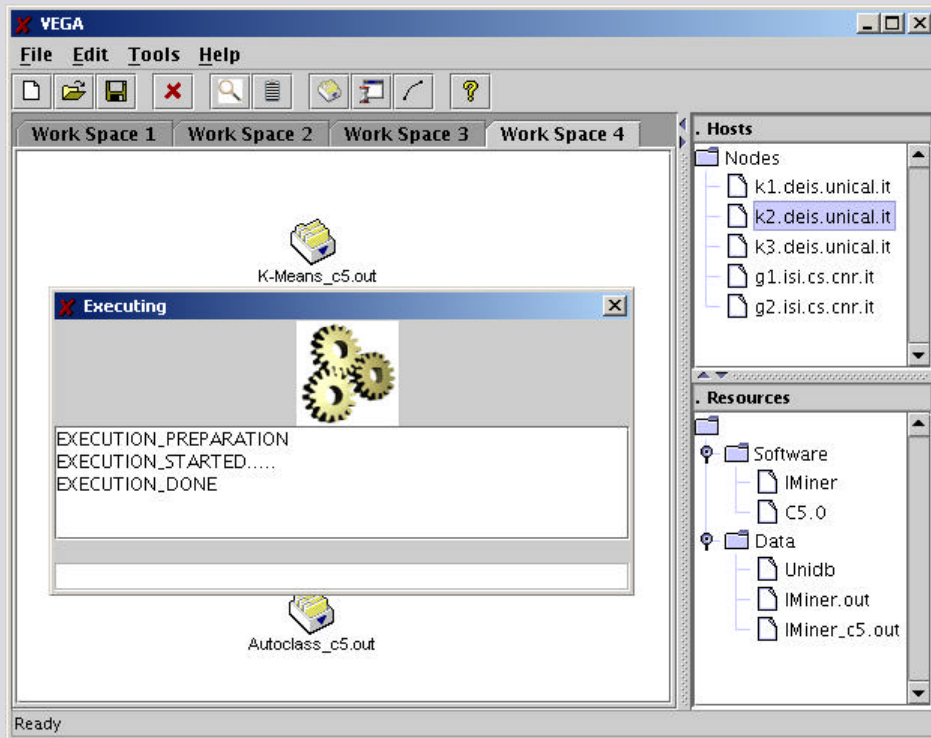 VEGA
File Edit Tools Help
Work Space 1 Work Space 2 Work Space 3 Work Space 4
K-Means_c5.out
Executing
EXECUTION_PREPARATION
EXECUTION_STARTED.....
EXECUTION_DONE
Autoclass_c5.out
. Hosts
Nodes
k1.deis.unical.it
k2.deis.unical.it
k3.deis.unical.it
g1.isi.cs.cnr.it
g2.isi.cs.cnr.it
. Resources
Software
IMiner
C5.0
Data
Unidb
IMiner.out
IMiner_c5.out
Ready